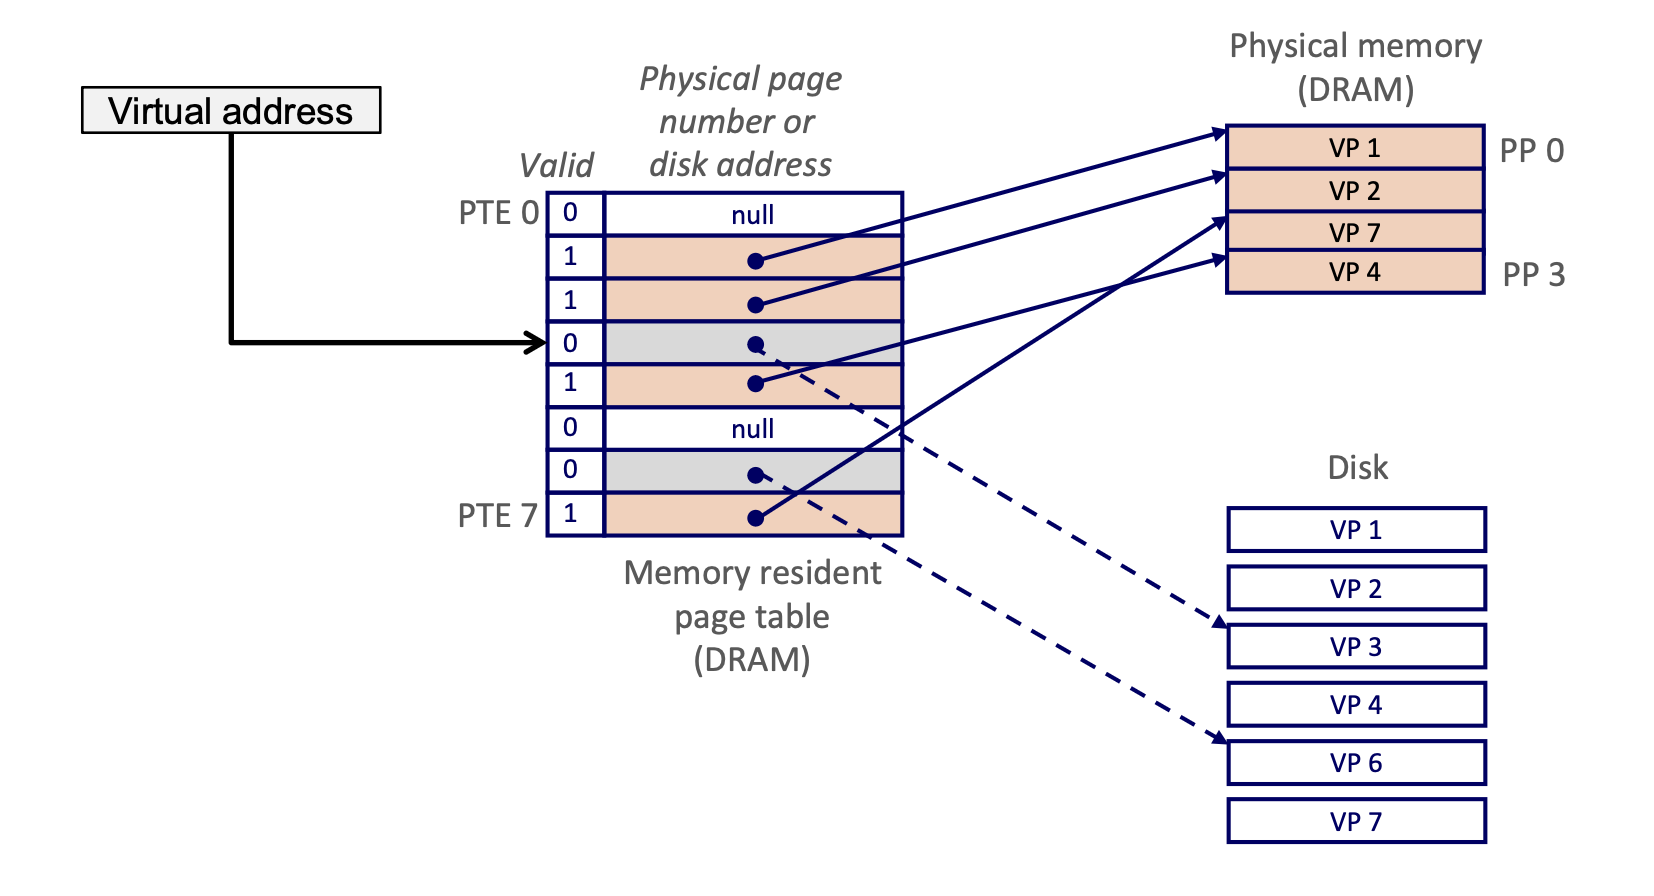 Virtual address
Physical page
number or
disk address
Valid
PTE 0
0
null
1
1
0
1
0
null
0
PTE 7
1
Memory resident
page table
(DRAM)
Physical memory
(DRAM)
VP 1
PP 0
VP 2
VP 7
VP 4
PP 3
Disk
VP 1
VP 2
VP 3
VP 4
VP 6
VP 7